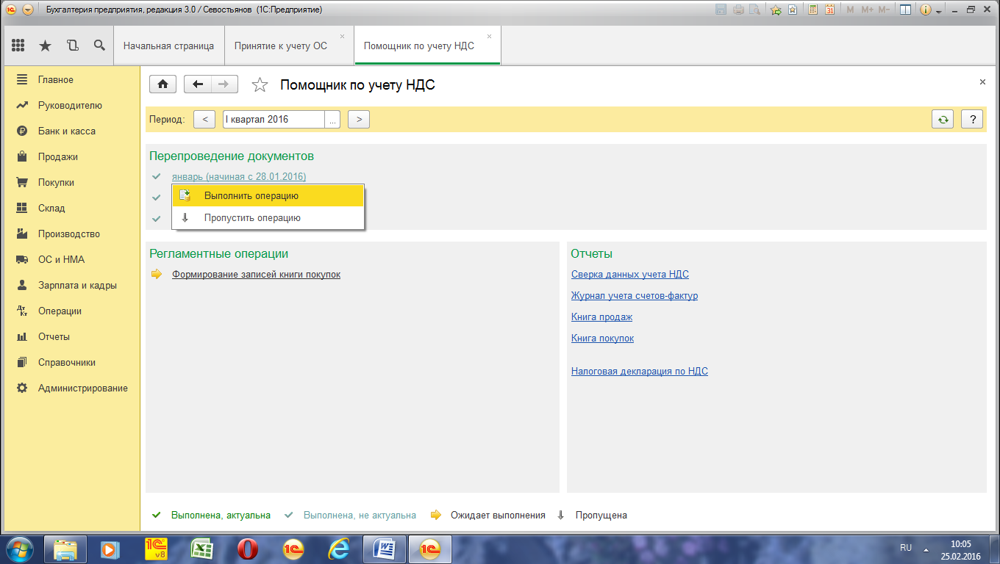 Бухгалтерия предприятия, редакция 3.0 / Севостьянов (1С:Предприятие)
31 M M+ M-
Начальная страница
Принятие к учету ОС
Помощник по учету НДС
Главное
Руководителю
Банк и касса
Продажи
Покупки
Склад
Производство
ОС и НМА
Зарплата и кадры
Операции
Отчеты
Справочники
Администрирование
Помощник по учету НДС
Период: < I квартал 2016 ... > ?
Перепроведение документов
январь (начиная с 28.01.2016)
Выполнить операцию
Пропустить операцию
Регламентные операции
Формирование записей книги покупок
Отчеты
Сверка данных учета НДС
Журнал учета счетов-фактур
Книга продаж
Книга покупок
Налоговая декларация по НДС
Выполнена, актуальна
Выполнена, не актуальна
Ожидает выполнения
Пропущена
RU
10:05
25.02.2016